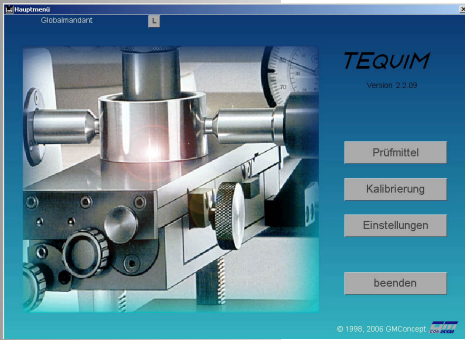 Hauptmenü
Globalmandant L
TEQUIM
Version 2.2.09
Prüfmittel
Kalibrierung
Einstellungen
beenden
© 1998, 2006 GMConcept